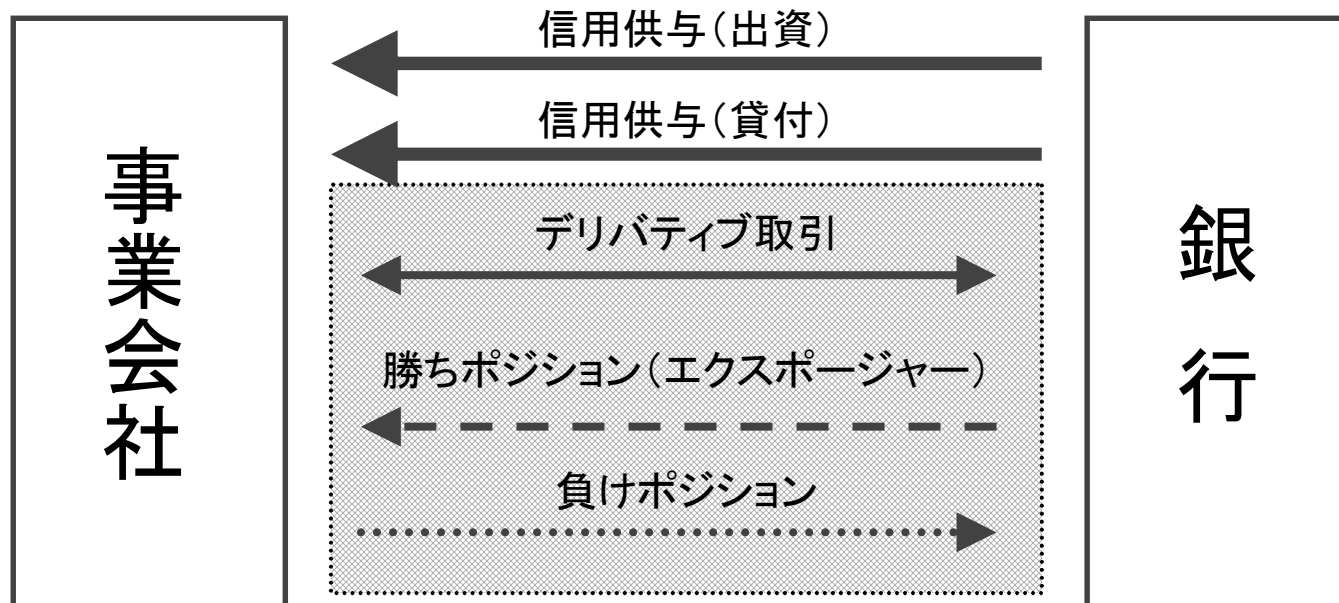 事業会社
信用供与（出資）
信用供与（貸付）
デリバティブ取引
勝ちポジション（エクスポージャー）
負けポジション
銀行